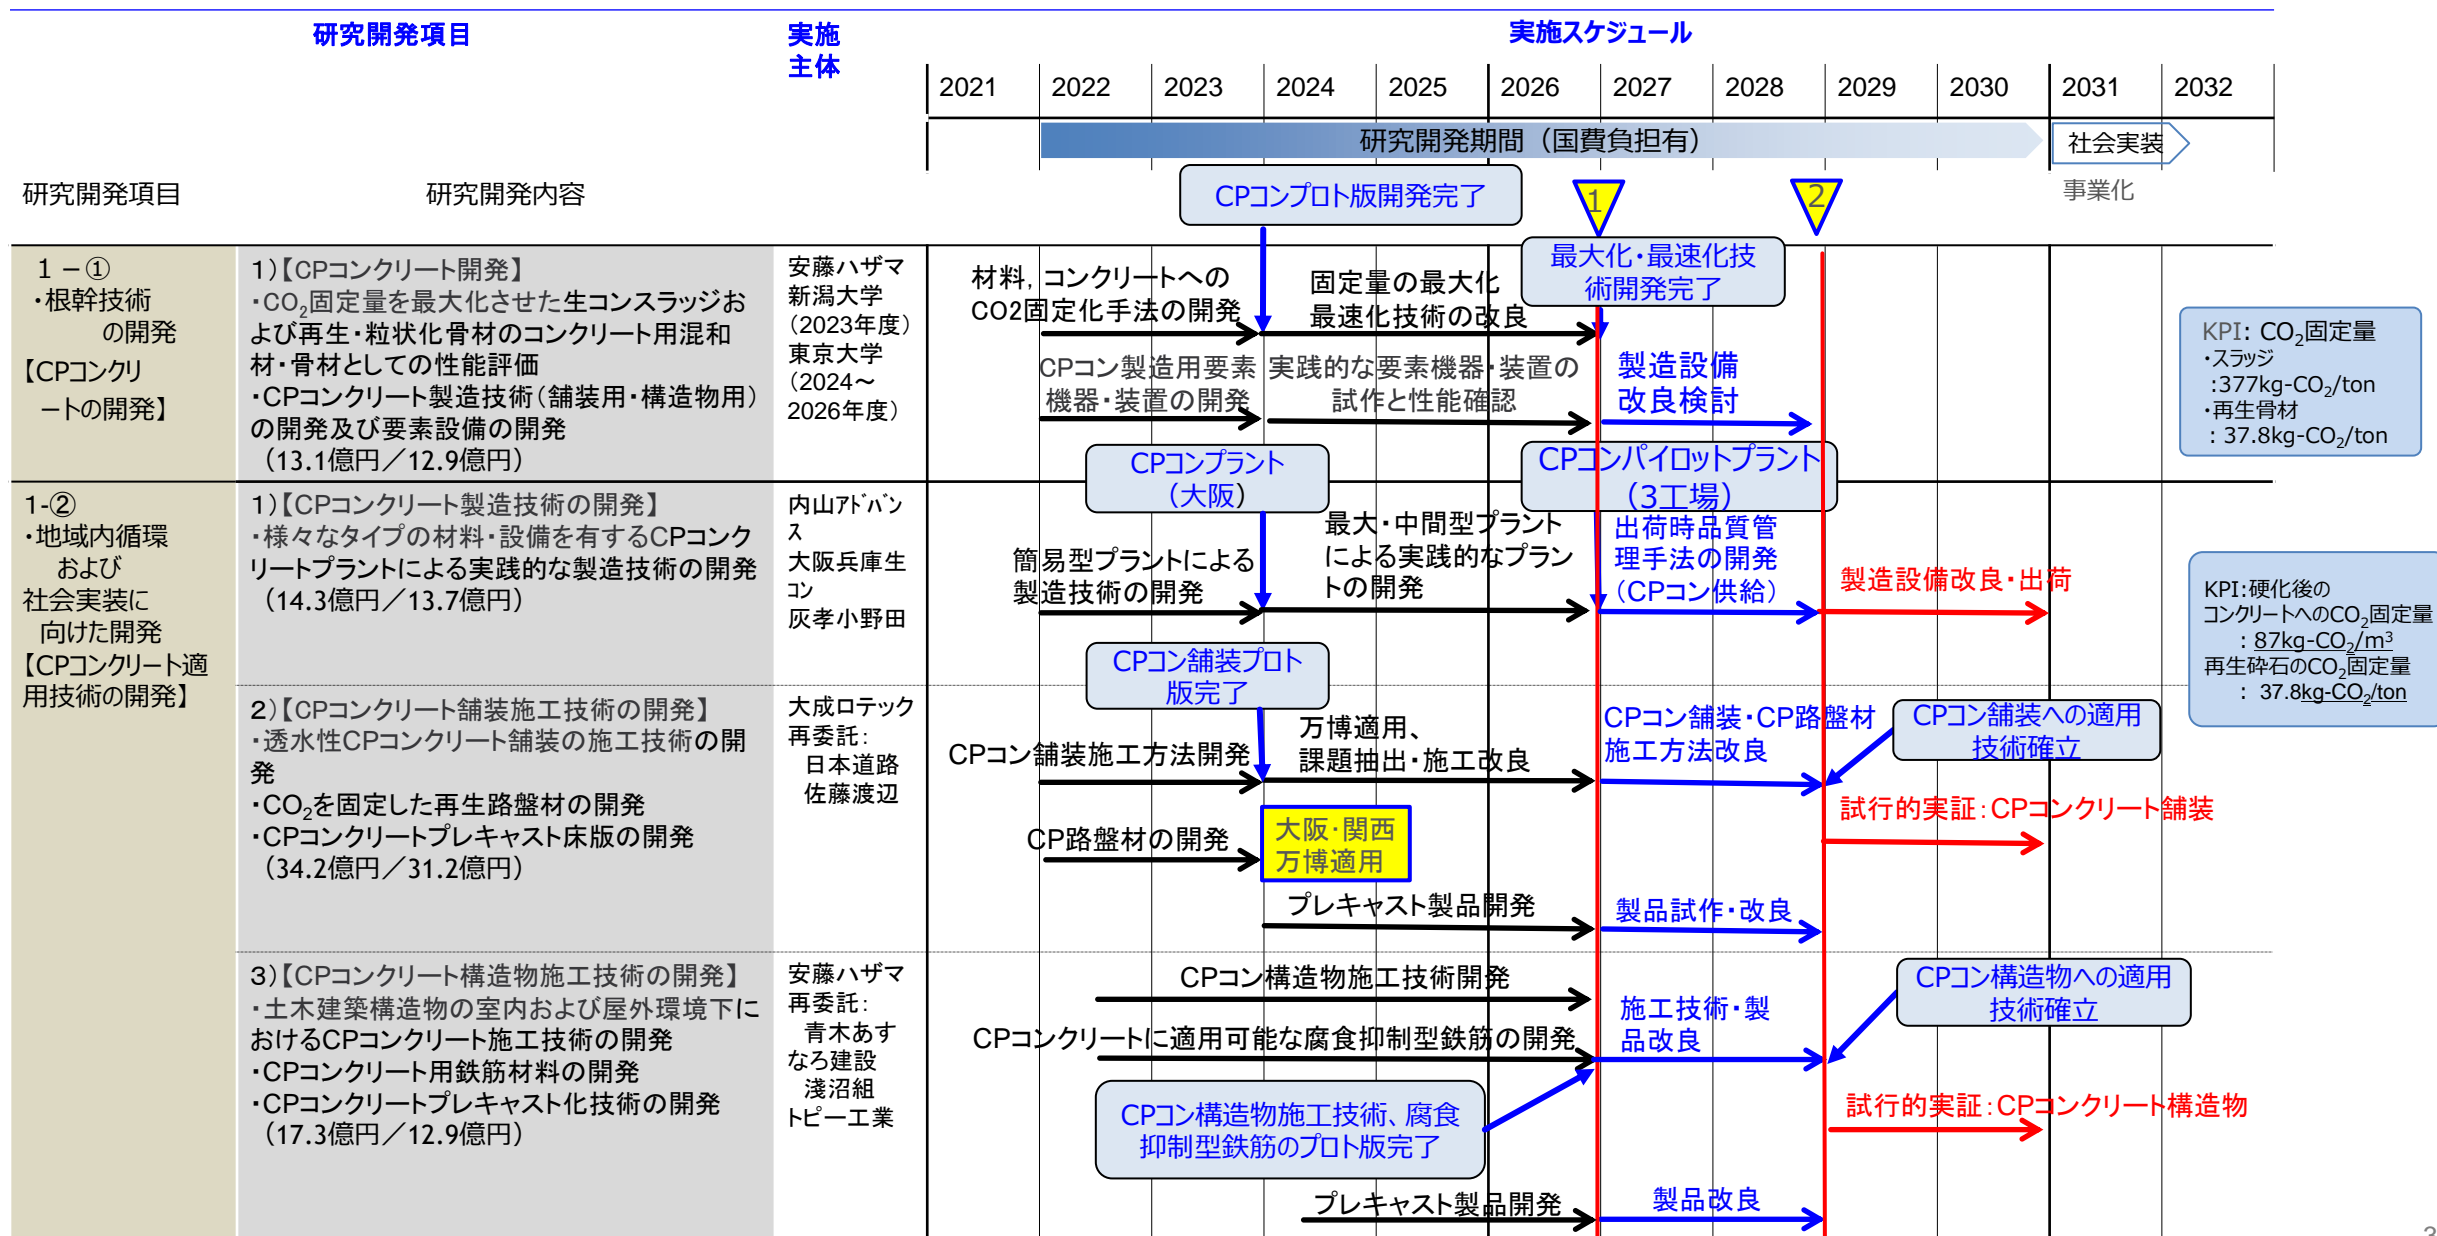 研究開発項目
実施
主体
実施スケジュール
2021 2022 2023 2024 2025 2026 2027 2028 2029 2030 2031 2032
研究開発期間（国費負担有）
社会実装
事業化
研究開発項目
研究開発内容
CPコンプロト版開発完了
1
2
1－①
・根幹技術
の開発
【CPコンクリ
ートの開発】
1）【CPコンクリート開発】
・CO2固定量を最大化させた生コンスラッジお
よび再生・粒状化骨材のコンクリート用混和
材・骨材としての性能評価
・CPコンクリート製造技術（舗装用・構造物用）
の開発及び要素設備の開発
（13.1億円／12.9億円）
安藤ハザマ
新潟大学
（2023年度）
東京大学
（2024～
2026年度）
材料，コンクリートへの
CO2固定化手法の開発
固定量の最大化
最速化技術の改良
最大化・最速化技
術開発完了
CPコン製造用要素
機器・装置の開発
実践的な要素機器・装置の
試作と性能確認
製造設備
改良検討
KPI: CO2固定量
・スラッジ
:377kg-CO2/ton
・再生骨材
: 37.8kg-CO2/ton
CPコンプラント
（大阪）
CPコンパイロットプラント
（3工場）
1-②
・地域内循環
および
社会実装に
向けた開発
【CPコンクリート適
用技術の開発】
1）【CPコンクリート製造技術の開発】
・様々なタイプの材料・設備を有するCPコンク
リートプラントによる実践的な製造技術の開発
（14.3億円／13.7億円）
内山アドバン
ス
大阪兵庫生
コン
灰孝小野田
簡易型プラントによる
製造技術の開発
最大・中間型プラント
による実践的なプラン
トの開発
出荷時品質管
理手法の開発
（CPコン供給）
製造設備改良・出荷
KPI:硬化後の
コンクリートへのCO2固定量
: 87kg-CO2/m3
再生砕石のCO2固定量
: 37.8kg-CO2/ton
CPコン舗装プロト
版完了
2）【CPコンクリート舗装施工技術の開発】
・透水性CPコンクリート舗装の施工技術の開
発
・CO2を固定した再生路盤材の開発
・CPコンクリートプレキャスト床版の開発
（34.2億円／31.2億円）
大成ロテック
再委託：
日本道路
佐藤渡辺
CPコン舗装施工方法開発
万博適用、
課題抽出・施工改良
CPコン舗装・CP路盤材
施工方法改良
CPコン舗装への適用
技術確立
CP路盤材の開発
大阪・関西
万博適用
試行的実証：CPコンクリート舗装
プレキャスト製品開発
製品試作・改良
3）【CPコンクリート構造物施工技術の開発】
・土木建築構造物の室内および屋外環境下に
おけるCPコンクリート施工技術の開発
・CPコンクリート用鉄筋材料の開発
・CPコンクリートプレキャスト化技術の開発
（17.3億円／12.9億円）
安藤ハザマ
再委託：
青木あす
なろ建設
淺沼組
トピー工業
CPコン構造物施工技術開発
CPコンクリートに適用可能な腐食抑制型鉄筋の開発
施工技術・製
品改良
CPコン構造物への適用
技術確立
CPコン構造物施工技術、腐食
抑制型鉄筋のプロト版完了
試行的実証：CPコンクリート構造物
プレキャスト製品開発
製品改良
3